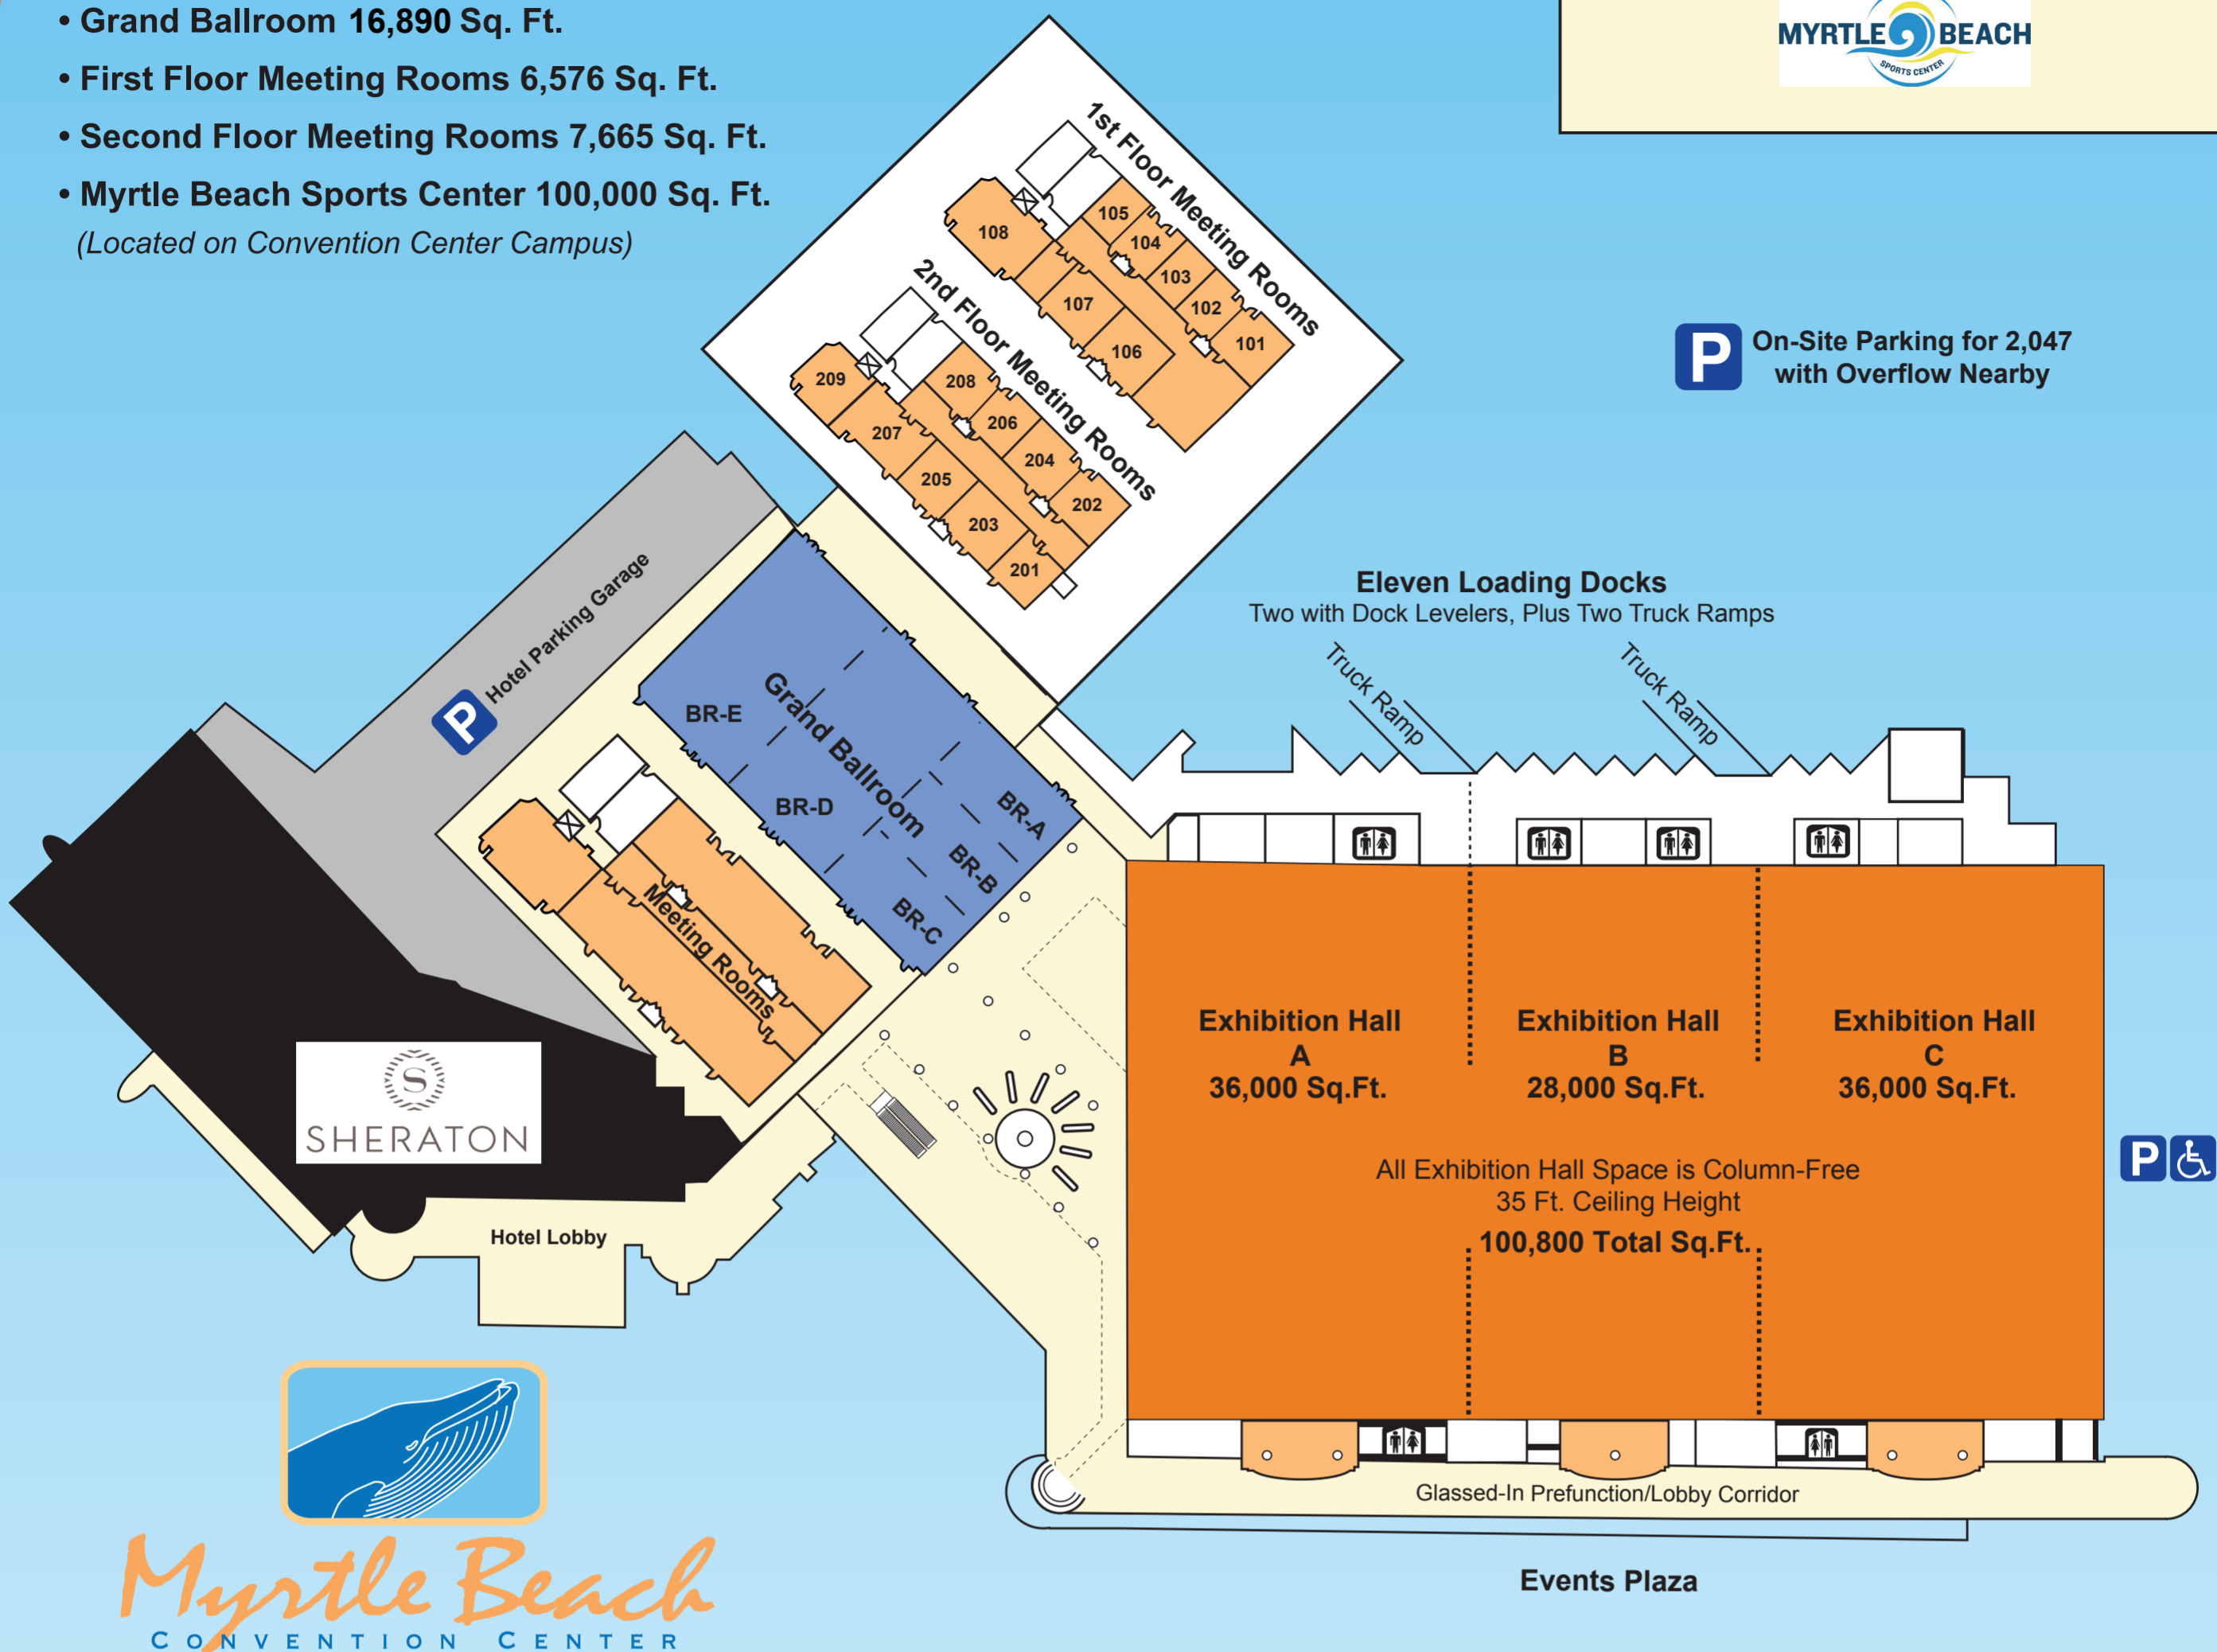 • Grand Ballroom 16,890 Sq. Ft.
• First Floor Meeting Rooms 6,576 Sq. Ft.
• Second Floor Meeting Rooms 7,665 Sq. Ft.
• Myrtle Beach Sports Center 100,000 Sq. Ft.
(Located on Convention Center Campus)
MYRTLE BEACH
SPORTS CENTER
1st Floor Meeting Rooms
105
104
103
102
101
108
107
106
2nd Floor Meeting Rooms
209
208
207
206
205
204
203
202
201
P On-Site Parking for 2,047
with Overflow Nearby
Eleven Loading Docks
Two with Dock Levelers, Plus Two Truck Ramps
Truck Ramp
Truck Ramp
P Hotel Parking Garage
Grand Ballroom
BR-E
BR-D
BR-A
BR-B
BR-C
Meeting Rooms
S
SHERATON
Hotel Lobby
Exhibition Hall
A
36,000 Sq.Ft.
Exhibition Hall
B
28,000 Sq.Ft.
Exhibition Hall
C
36,000 Sq.Ft.
All Exhibition Hall Space is Column-Free
35 Ft. Ceiling Height
100,800 Total Sq.Ft.
P
Glassed-In Prefunction/Lobby Corridor
Events Plaza
Myrtle Beach
CONVENTION CENTER